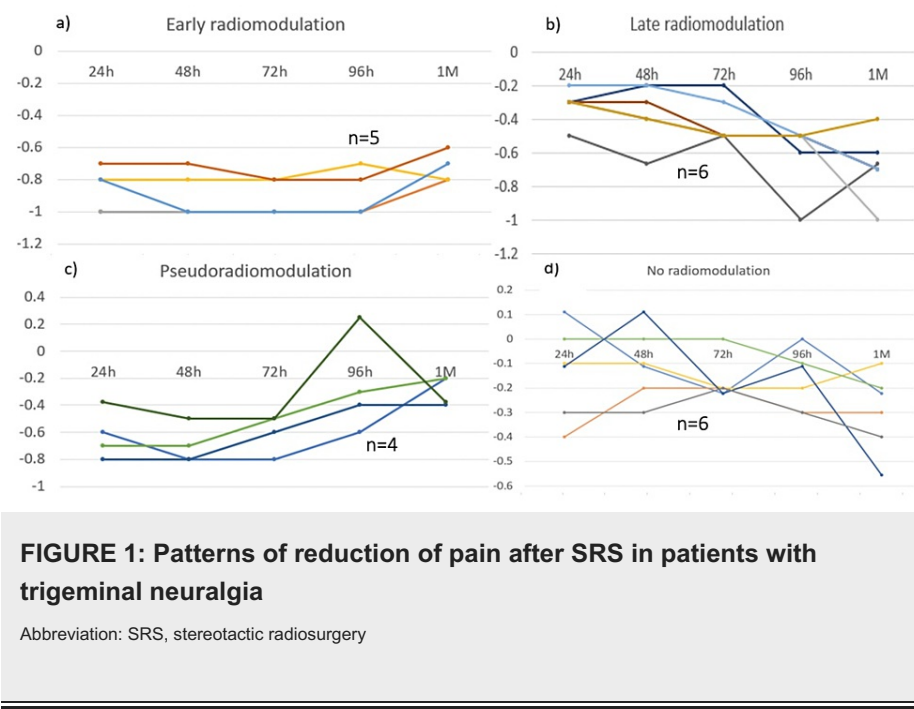 a) Early radiomodulation
0
24h 48h 72h 96h 1M
-0.2
-0.4
n=5
-0.6
-0.8
-1
-1.2
b) Late radiomodulation
0
24h 48h 72h 96h 1M
-0.2
-0.4
-0.6
n=6
-0.8
-1
-1.2
c) Pseudoradiomodulation
0.4
0.2
0
24h 48h 72h 96h 1M
-0.2
-0.4
-0.6
n=4
-0.8
-1
d) No radiomodulation
0.2
0.1
0
24h 48h 72h 96h 1M
-0.1
-0.2
-0.3
n=6
-0.4
-0.5
-0.6
FIGURE 1: Patterns of reduction of pain after SRS in patients with
trigeminal neuralgia
Abbreviation: SRS, stereotactic radiosurgery